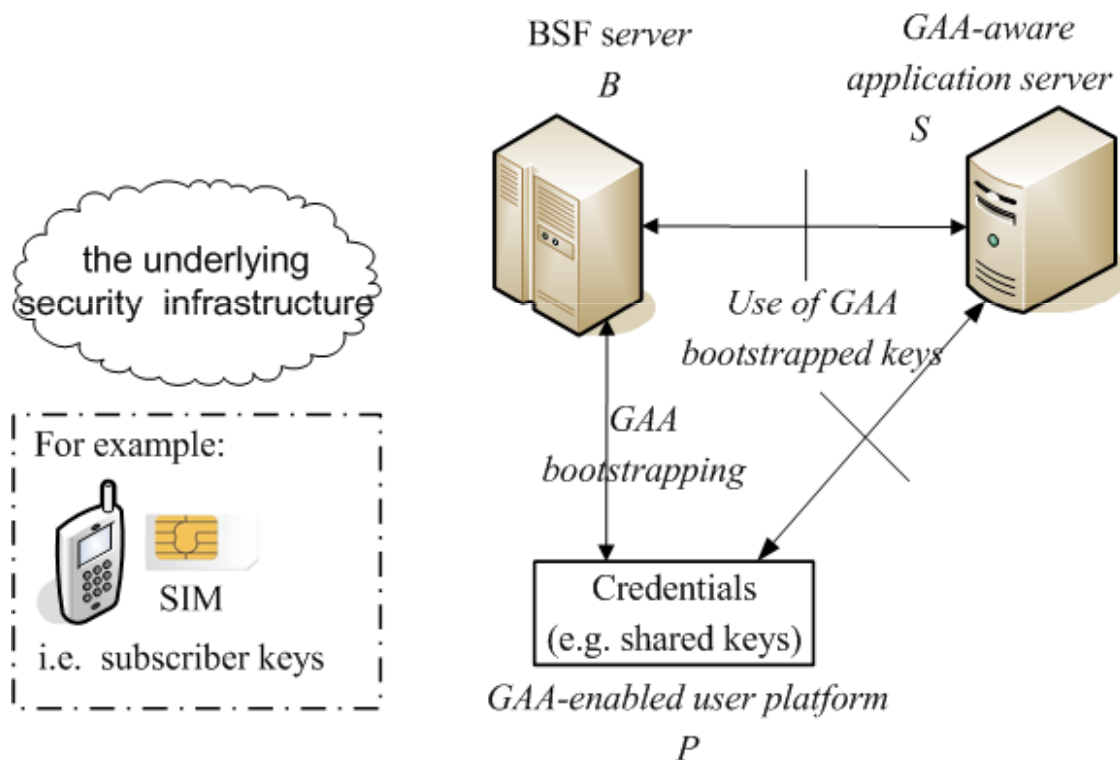 BSF server
B
GAA-aware
application server
S
the underlying
security infrastructure
Use of GAA
bootstrapped keys
GAA
bootstrapping
For example:
SIM
i.e. subscriber keys
Credentials
(e.g. shared keys)
GAA-enabled user platform
P